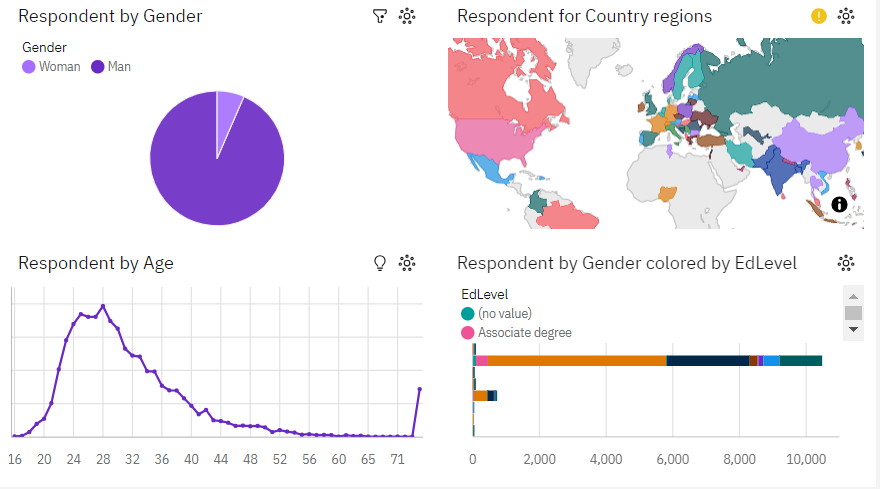 Respondent by Gender
Gender
Woman Man
Respondent for Country regions
Respondent by Age
16 20 24 28 32 36 40 44 48 52 56 60 65 71
Respondent by Gender colored by EdLevel
EdLevel
(no value)
Associate degree
0 2,000 4,000 6,000 8,000 10,000